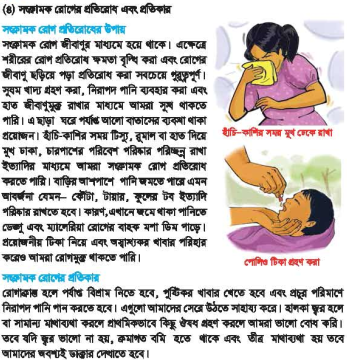 (৪) সংক্রামক রোগের প্রতিরোধ এবং প্রতিকার
সংক্রামক রোগ প্রতিরোধের উপায়
সংক্রামক রোগ জীবাণুর মাধ্যমে হয়ে থাকে। এক্ষেত্রে
শরীরের রোগ প্রতিরোধ ক্ষমতা বৃদ্ধি করা এবং রোগের
জীবাণু ছড়িয়ে পড়া প্রতিরোধ করা সবচেয়ে গুরুত্বপূর্ণ।
সুষম খাদ্য গ্রহণ করা, নিরাপদ পানি ব্যবহার করা এবং
হাত জীবাণুমুক্ত রাখার মাধ্যমে আমরা সুস্থ থাকতে
পারি। এ ছাড়া ঘরে পর্যাপ্ত আলো বাতাসের ব্যবস্থা থাকা
প্রয়োজন। হাঁচি-কাশির সময় টিস্যু, রুমাল বা হাত দিয়ে
মুখ ঢাকা, চারপাশের পরিবেশ পরিষ্কার পরিচ্ছন্ন রাখা
ইত্যাদির মাধ্যমে আমরা সংক্রামক রোগ প্রতিরোধ
করতে পারি। বাড়ির আশপাশে পানি জমতে পারে এমন
আবর্জনা যেমন– কৌটা, টায়ার, ফুলের টব ইত্যাদি
পরিষ্কার রাখতে হবে। কারণ, এখানে জমে থাকা পানিতে
ডেঙ্গু এবং ম্যালেরিয়া রোগের বাহক মশা ডিম পাড়ে।
প্রয়োজনীয় টিকা নিয়ে এবং অস্বাস্থ্যকর খাবার পরিহার
করেও আমরা রোগমুক্ত থাকতে পারি।
হাঁচি-কাশির সময় মুখ ঢেকে রাখা
পোলিও টিকা গ্রহণ করা
সংক্রামক রোগের প্রতিকার
রোগাক্রান্ত হলে পর্যাপ্ত বিশ্রাম নিতে হবে, পুষ্টিকর খাবার খেতে হবে এবং প্রচুর পরিমাণে
নিরাপদ পানি পান করতে হবে। এগুলো আমাদের সেরে উঠতে সাহায্য করে। হালকা জ্বর হলে
বা সামান্য মাথাব্যথা করলে প্রাথমিকভাবে কিছু ঔষধ গ্রহণ করলে আমরা ভালো বোধ করি।
তবে যদি জ্বর ভালো না হয়, ক্রমাগত বমি হতে থাকে এবং তীব্র মাথাব্যথা হয় তবে
আমাদের অবশ্যই ডাক্তার দেখাতে হবে।